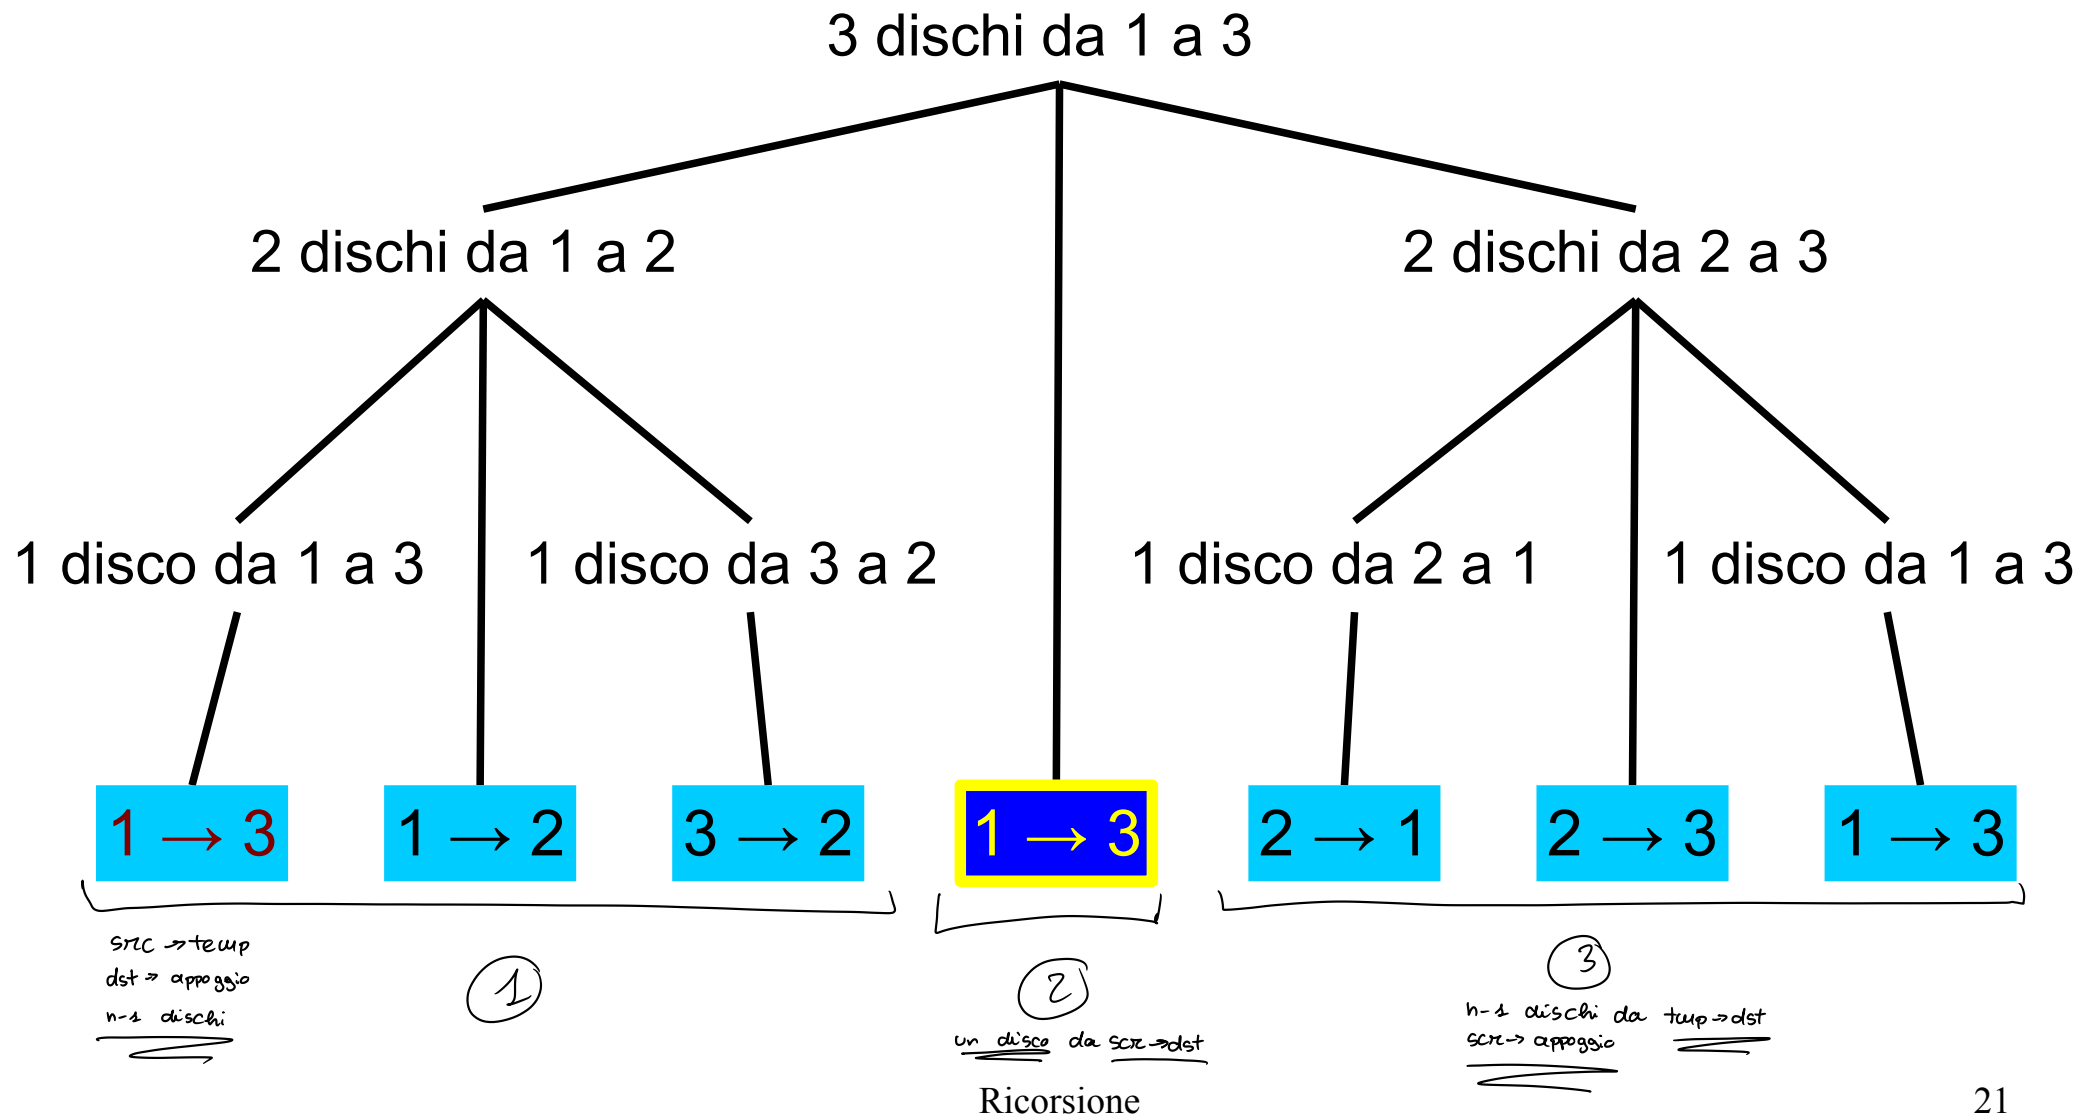 3 dischi da 1 a 3
2 dischi da 1 a 2
2 dischi da 2 a 3
1 disco da 1 a 3
1 disco da 3 a 2
1 disco da 2 a 1
1 disco da 1 a 3
1 → 3
1 → 2
3 → 2
1 → 3
2 → 1
2 → 3
1 → 3
src → temp
dst → appoggio
n-1 dischi
1
2
un disco da scr → dst
3
n-1 dischi da tmp → dst
scr → appoggio
Ricorsione
21